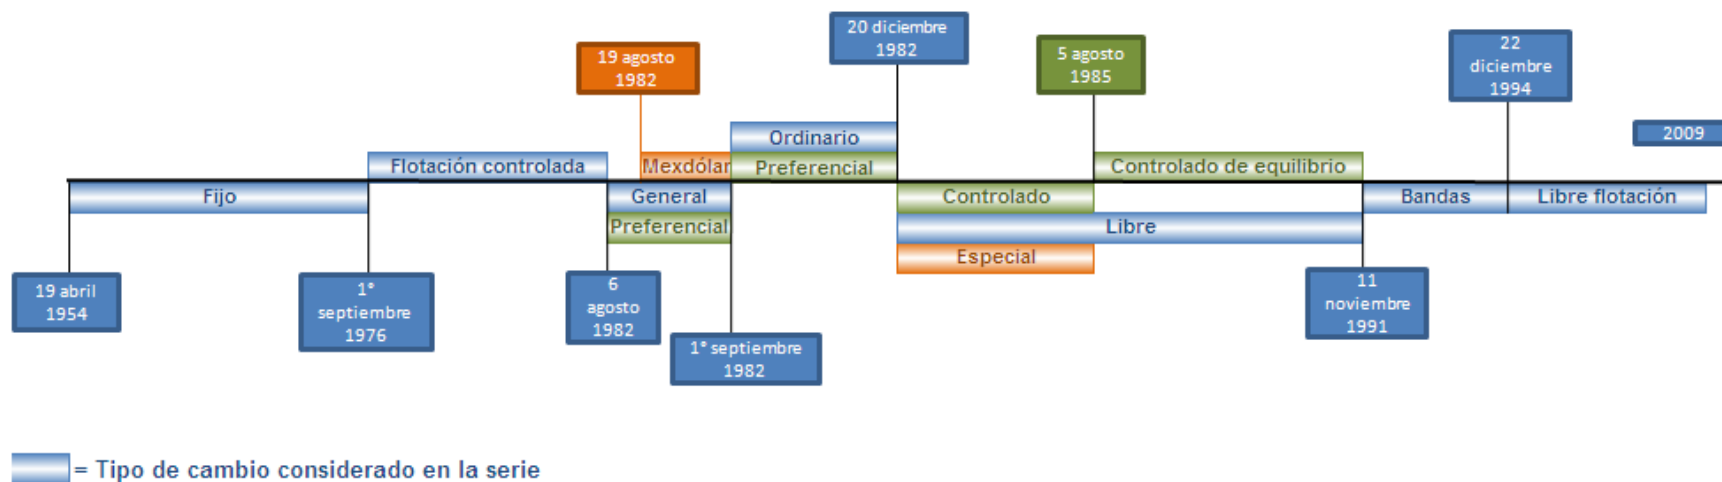 20 diciembre
1982
19 agosto
1982
5 agosto
1985
22
diciembre
1994
2009
Ordinario
Flotación controlada
Mexdólar
Preferencial
Controlado de equilibrio
Fijo
General
Controlado
Bandas
Libre flotación
Preferencial
Libre
Especial
19 abril
1954
1°
septiembre
1976
6
agosto
1982
11
noviembre
1991
1° septiembre
1982
= Tipo de cambio considerado en la serie